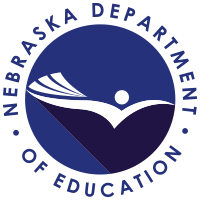 • NEBRASKA DEPARTMENT •
OF EDUCATION